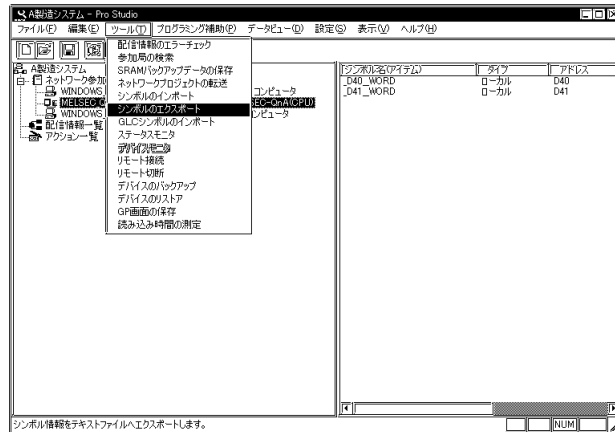 A製造システム - Pro Studio
ファイル(F) 編集(E) ツール(T) プログラミング補助(P) データビュー(D) 設定(S) 表示(V) ヘルプ(H)
配信情報のエラーチェック
参加局の検索
SRAMバックアップデータの保存
ネットワークプロジェクトの転送
シンボルのインポート
シンボルのエクスポート
GLCシンボルのインポート
ステータスモニタ
デバイスモニタ
リモート接続
リモート切断
デバイスのバックアップ
デバイスのリストア
GP画面の保存
読み込み時間の測定
A製造システム
ネットワーク参加
WINDOWS コンピュータ
MELSEC EC-QnA(CPU)
WINDOWS ンピュータ
配信情報一覧
アクション一覧
シンボル名(アイテム) タイプ アドレス
_D40_WORD ローカル D40
_D41_WORD ローカル D41
シンボル情報をテキストファイルへエクスポートします。
NUM